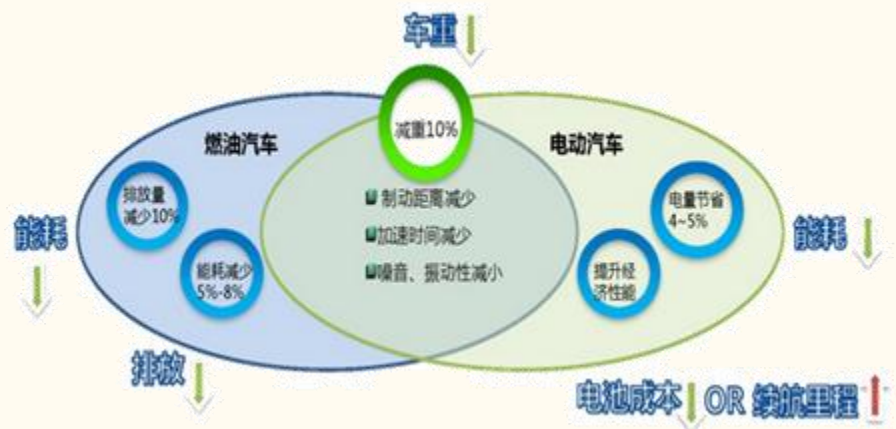 车重
减重10%
燃油汽车
电动汽车
排放量
减少10%
能耗减少
5%-8%
制动距离减少
加速时间减少
噪音、振动性减小
电量节省
4~5%
提升经
济性能
能耗
能耗
排放
电池成本 OR 续航里程